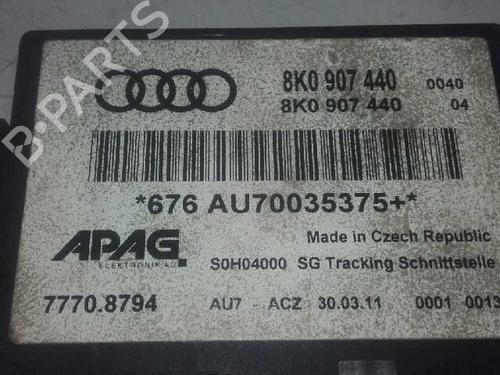 8K0 907 440 0040
8K0 907 440 04
*676 AU70035375+*
APAG
ELEKTRONIK AG
Made in Czech Republic
S0H04000 SG Tracking Schnittstelle
7770.8794 AU7 - ACZ 30.03.11 0001 0013
B-PARTS